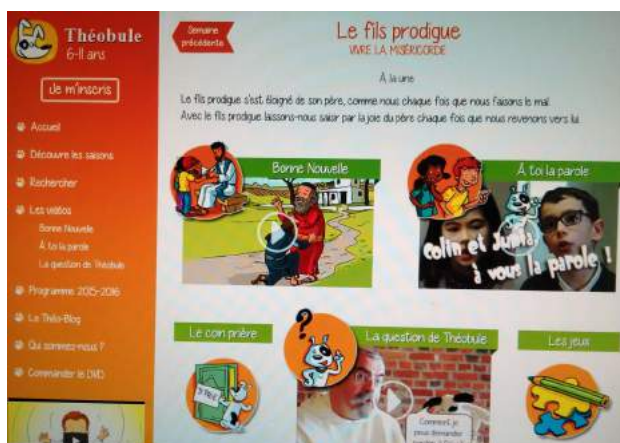 Théobule
6-11 ans
Je m'inscris
Accueil
Découvre les saisons
Rechercher
Les vidéos
Bonne Nouvelle
À toi la parole
La question de Théobule
Programme 2015-2016
Le Théo-Blog
Qui sommes-nous ?
Commander le DVD
Semaine
précédente
Le fils prodigue
VIVRE LA MISÉRICORDE
À la une
Le fils prodigue s'est éloigné de son père, comme nous chaque fois que nous faisons le mal.
Avec le fils prodigue laissons-nous saisir par la joie du père chaque fois que nous revenons vers lui.
Bonne Nouvelle
À toi la parole
Colin et Jumla
à vous la parole !
Le coin prière
La question de Théobule
Les jeux
Comment je
peux demander